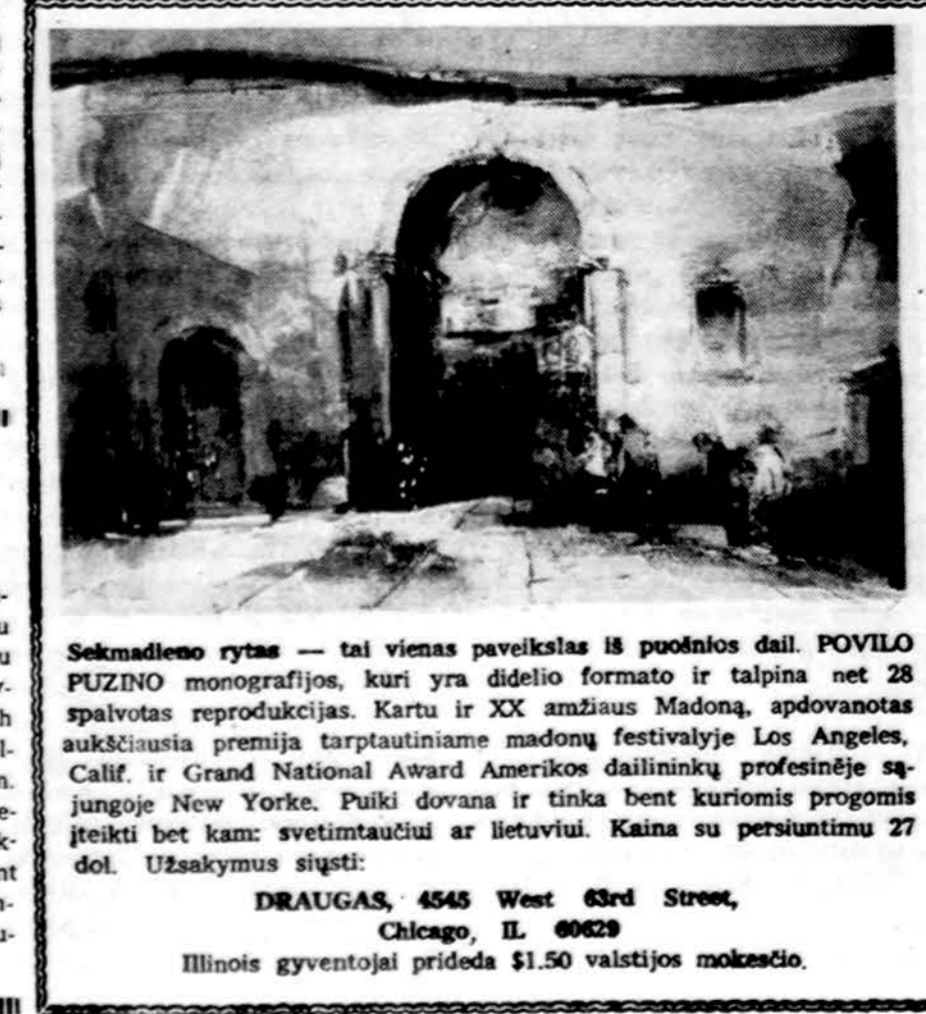 Sekmadieno rytas — tai vienas paveikslas iš puošnios dail. POVILO
PUZINO monografijos, kuri yra didelio formato ir talpina net 28
spalvotas reprodukcijas. Kartu ir XX amžiaus Madoną, apdovanotas
aukščiausia premija tarptautiniame madonų festivalyje Los Angeles,
Calif. ir Grand National Award Amerikos dailininkų profesinėje są-
jungoje New Yorke. Puiki dovana ir tinka bent kuriomis progomis
įteikti bet kam: svetimtaučiui ar lietuviui. Kaina su persiuntimu 27
dol. Užsakymus siųsti:
DRAUGAS, 4545 West 63rd Street,
Chicago, IL 60629
Illinois gyventojai prideda $1.50 valstijos mokesčio.